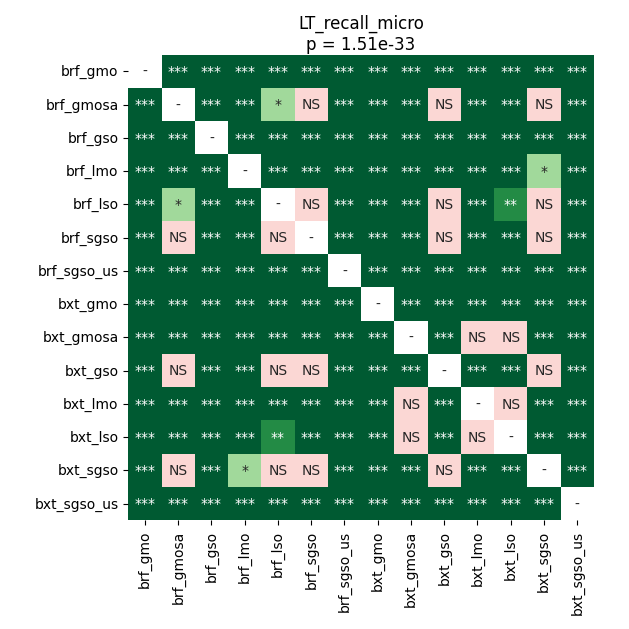 LT_recall_micro
p = 1.51e-33
brf_gmo - *** *** *** *** *** *** *** *** *** *** *** *** ***
brf_gmosa *** - *** *** * NS *** *** *** NS *** *** NS ***
brf_gso *** *** - *** *** *** *** *** *** *** *** *** *** ***
brf_lmo *** *** *** - *** *** *** *** *** *** *** *** * ***
brf_lso *** * *** *** - NS *** *** *** NS *** ** NS ***
brf_sgso *** NS *** *** NS - *** *** *** NS *** *** NS ***
brf_sgso_us *** *** *** *** *** *** - *** *** *** *** *** *** ***
bxt_gmo *** *** *** *** *** *** *** - *** *** *** *** *** ***
bxt_gmosa *** *** *** *** *** *** *** *** - *** NS NS *** ***
bxt_gso *** NS *** *** NS NS *** *** *** - *** *** NS ***
bxt_lmo *** *** *** *** *** *** *** *** NS *** - NS *** ***
bxt_lso *** *** *** *** ** *** *** *** NS *** NS - *** ***
bxt_sgso *** NS *** * NS NS *** *** *** NS *** *** - ***
bxt_sgso_us *** *** *** *** *** *** *** *** *** *** *** *** *** -
brf_gmo brf_gmosa brf_gso brf_lmo brf_lso brf_sgso brf_sgso_us bxt_gmo bxt_gmosa bxt_gso bxt_lmo bxt_lso bxt_sgso bxt_sgso_us